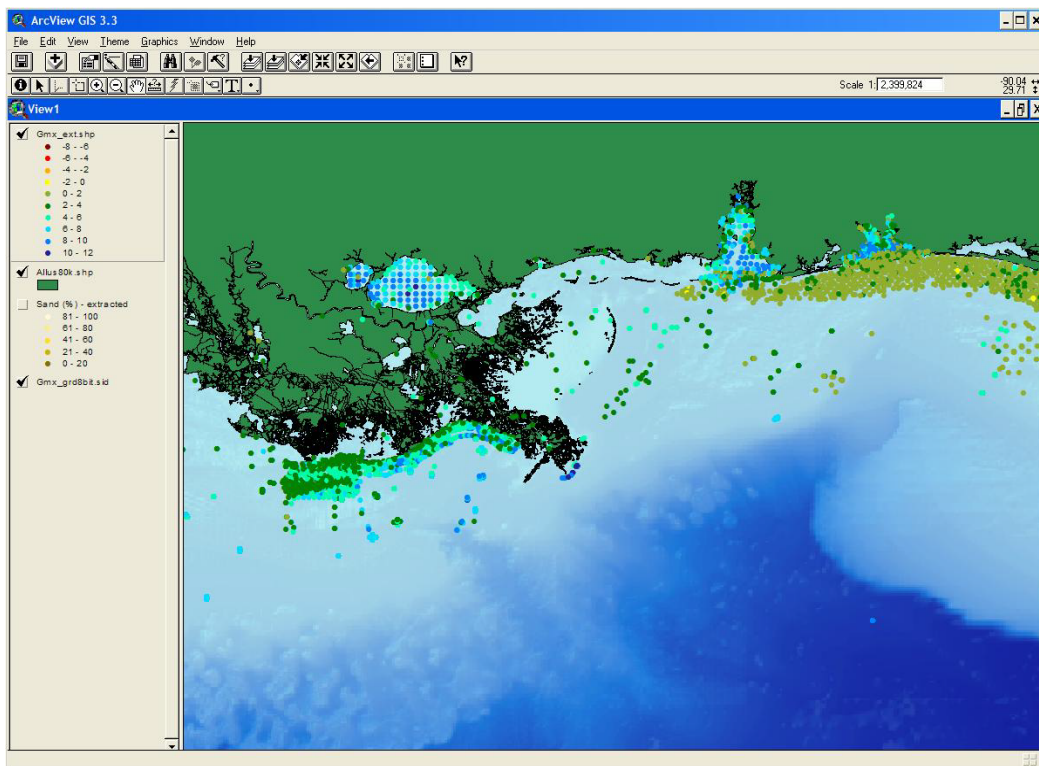 ArcView GIS 3.3
File Edit View Theme Graphics Window Help
Scale 1: 2,399,824
-90.04
29.71
View1
Gmx_ext.shp
-8 - -6
-6 - -4
-4 - -2
-2 - 0
0 - 2
2 - 4
4 - 6
6 - 8
8 - 10
10 - 12
Allus80k.shp
Sand (%) - extracted
81 - 100
61 - 80
41 - 60
21 - 40
0 - 20
Gmx_grd8bit.sid